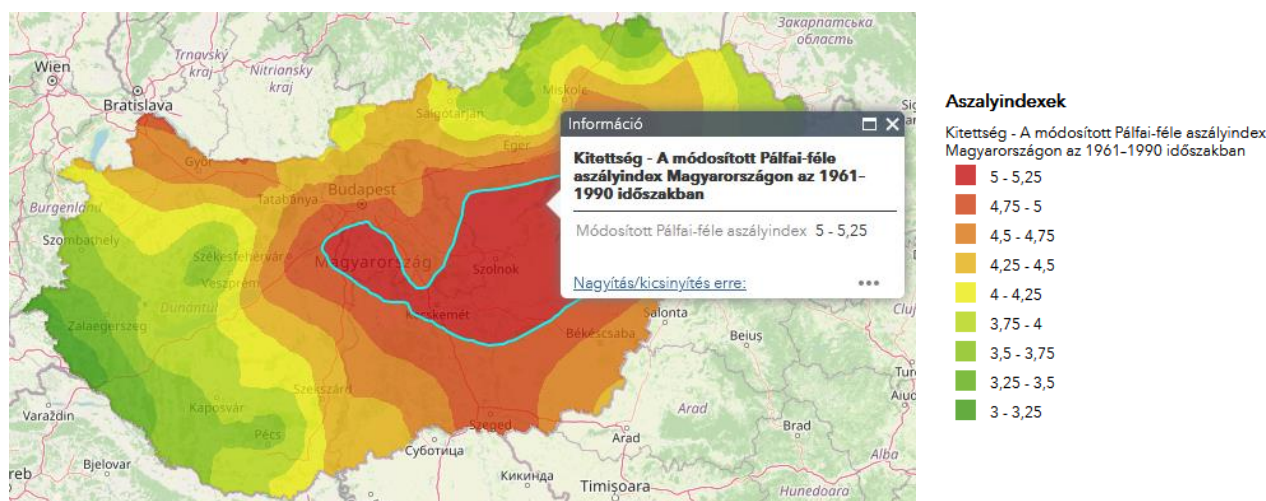 Закарпатська
область
Trnavský
kraj
Nitriansky
kraj
Wien
Bratislava
Miskolc
Salgótarján
Eger
Győr
Budapest
Tatabánya
Burgenland
Szombathely
Székesfehérvár
Magyarország
Szolnok
Veszprém
Dunántúl
Zalaegerszeg
Kecskemét
Békéscsaba
Salonta
Beiuș
Cluj
Szekszárd
Kaposvár
Pécs
Szeged
Varaždin
Arad
Arad
Brad
Alba
Суботица
Bjelovar
Кикинда
Timișoara
Hunedoara
Aiud
Információ
Kitettség - A módosított Pálfai-féle
aszályindex Magyarországon az 1961-
1990 időszakban
Módosított Pálfai-féle aszályindex 5 - 5,25
Nagyítás/kicsinyítés erre:
Aszalyindexek
Kitettség - A módosított Pálfai-féle aszályindex
Magyarországon az 1961-1990 időszakban
5 - 5,25
4,75 - 5
4,5 - 4,75
4,25 - 4,5
4 - 4,25
3,75 - 4
3,5 - 3,75
3,25 - 3,5
3 - 3,25